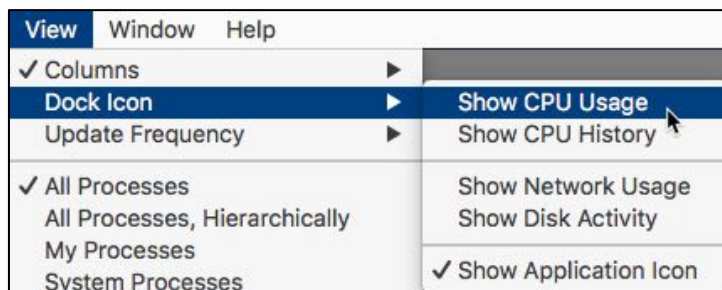 View Window Help
✓ Columns ▶
Dock Icon ▶
Update Frequency ▶
✓ All Processes
All Processes, Hierarchically
My Processes
System Processes
Show CPU Usage
Show CPU History
Show Network Usage
Show Disk Activity
✓ Show Application Icon